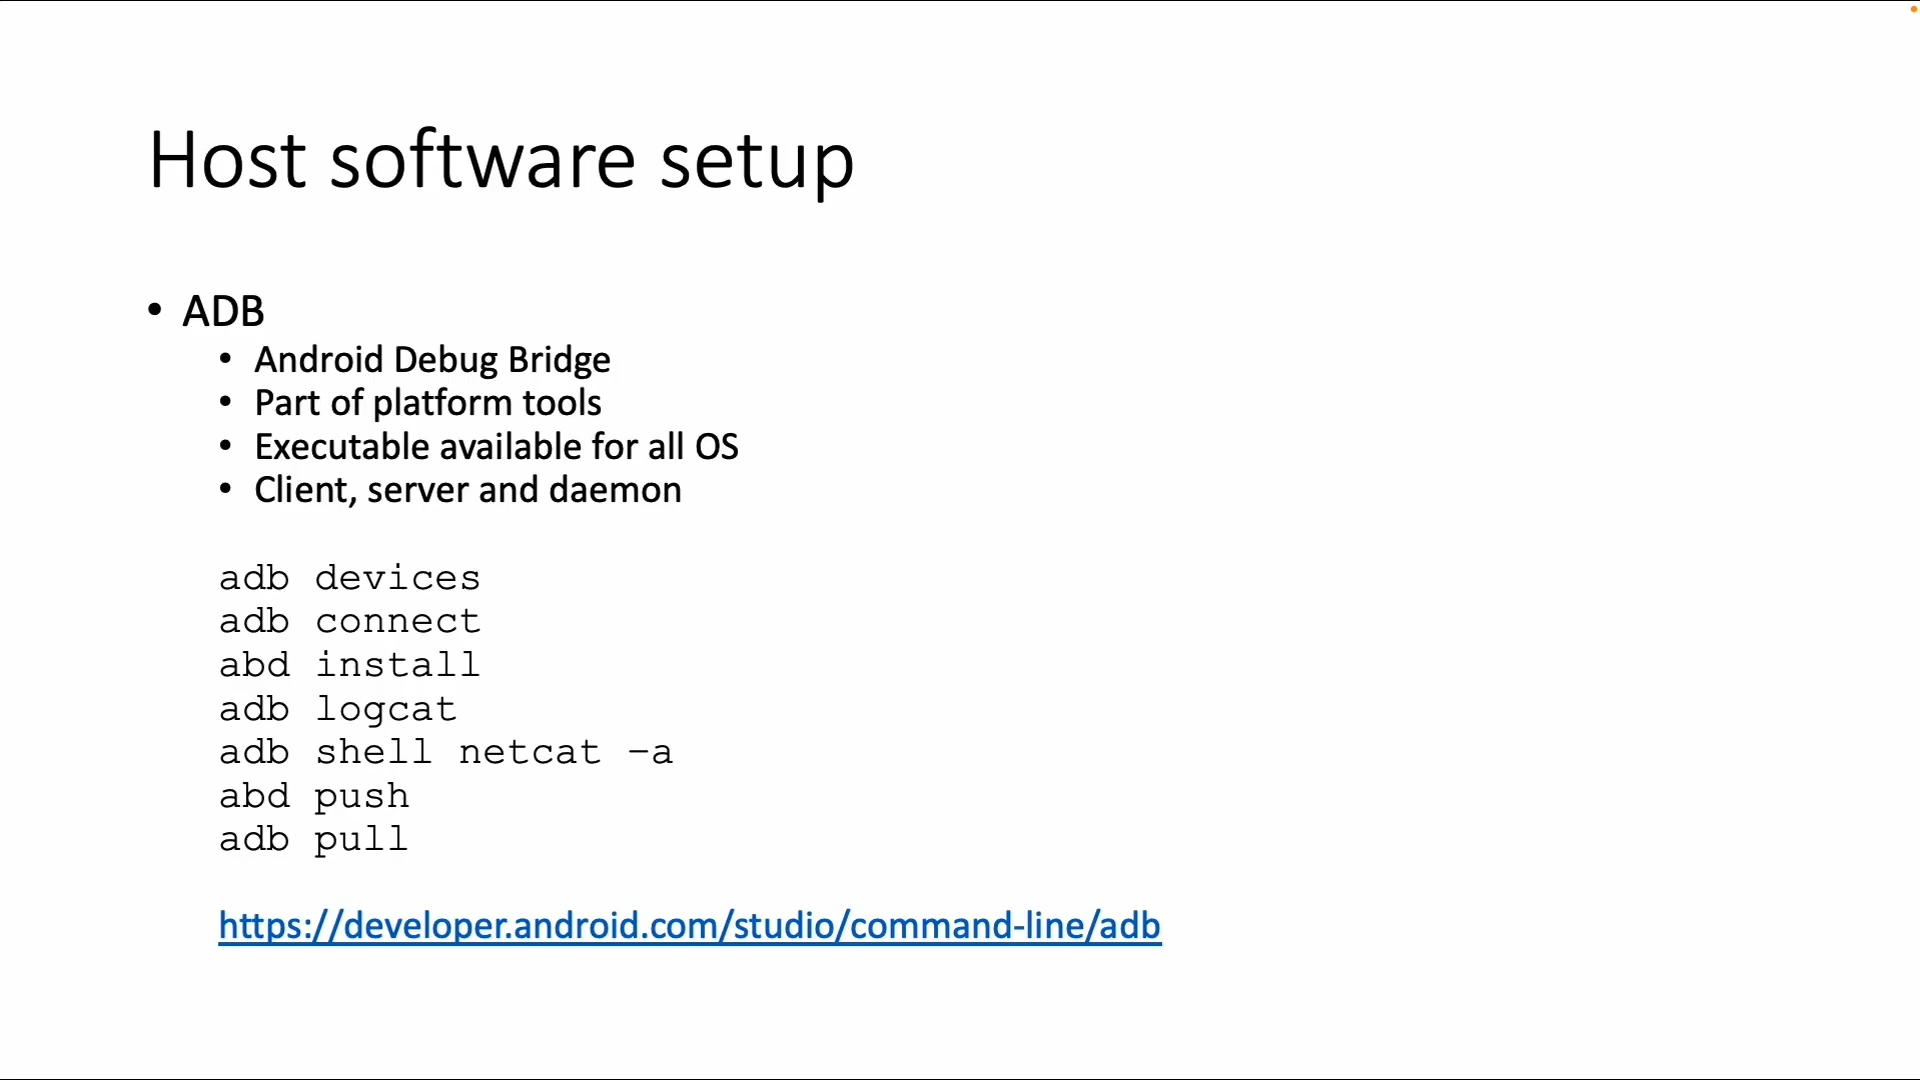 Host software setup
• ADB
• Android Debug Bridge
• Part of platform tools
• Executable available for all OS
• Client, server and daemon
adb devices
adb connect
abd install
adb logcat
adb shell netcat –a
abd push
adb pull
https://developer.android.com/studio/command-line/adb